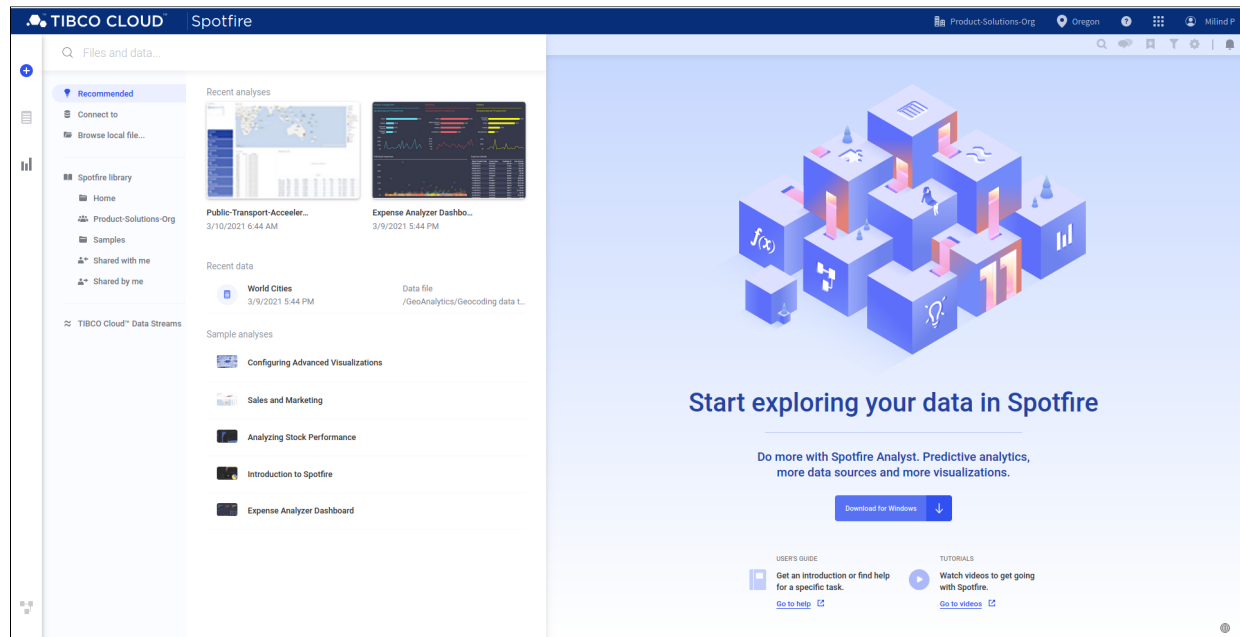 TIBCO CLOUD™ Spotfire
Product-Solutions-Org
Oregon
Milind P
Files and data...
Recommended
Connect to
Browse local file...
Spotfire library
Home
Product-Solutions-Org
Samples
Shared with me
Shared by me
TIBCO Cloud™ Data Streams
Recent analyses
Public-Transport-Acceeler...
3/10/2021 6:44 AM
Expense Analyzer Dashbo...
3/9/2021 5:44 PM
Recent data
World Cities
3/9/2021 5:44 PM
Data file
/GeoAnalytics/Geocoding data t...
Sample analyses
Configuring Advanced Visualizations
Sales and Marketing
Analyzing Stock Performance
Introduction to Spotfire
Expense Analyzer Dashboard
f(x)
11
Start exploring your data in Spotfire
Do more with Spotfire Analyst. Predictive analytics,
more data sources and more visualizations.
Download for Windows
USER'S GUIDE
Get an introduction or find help
for a specific task.
Go to help
TUTORIALS
Watch videos to get going
with Spotfire.
Go to videos